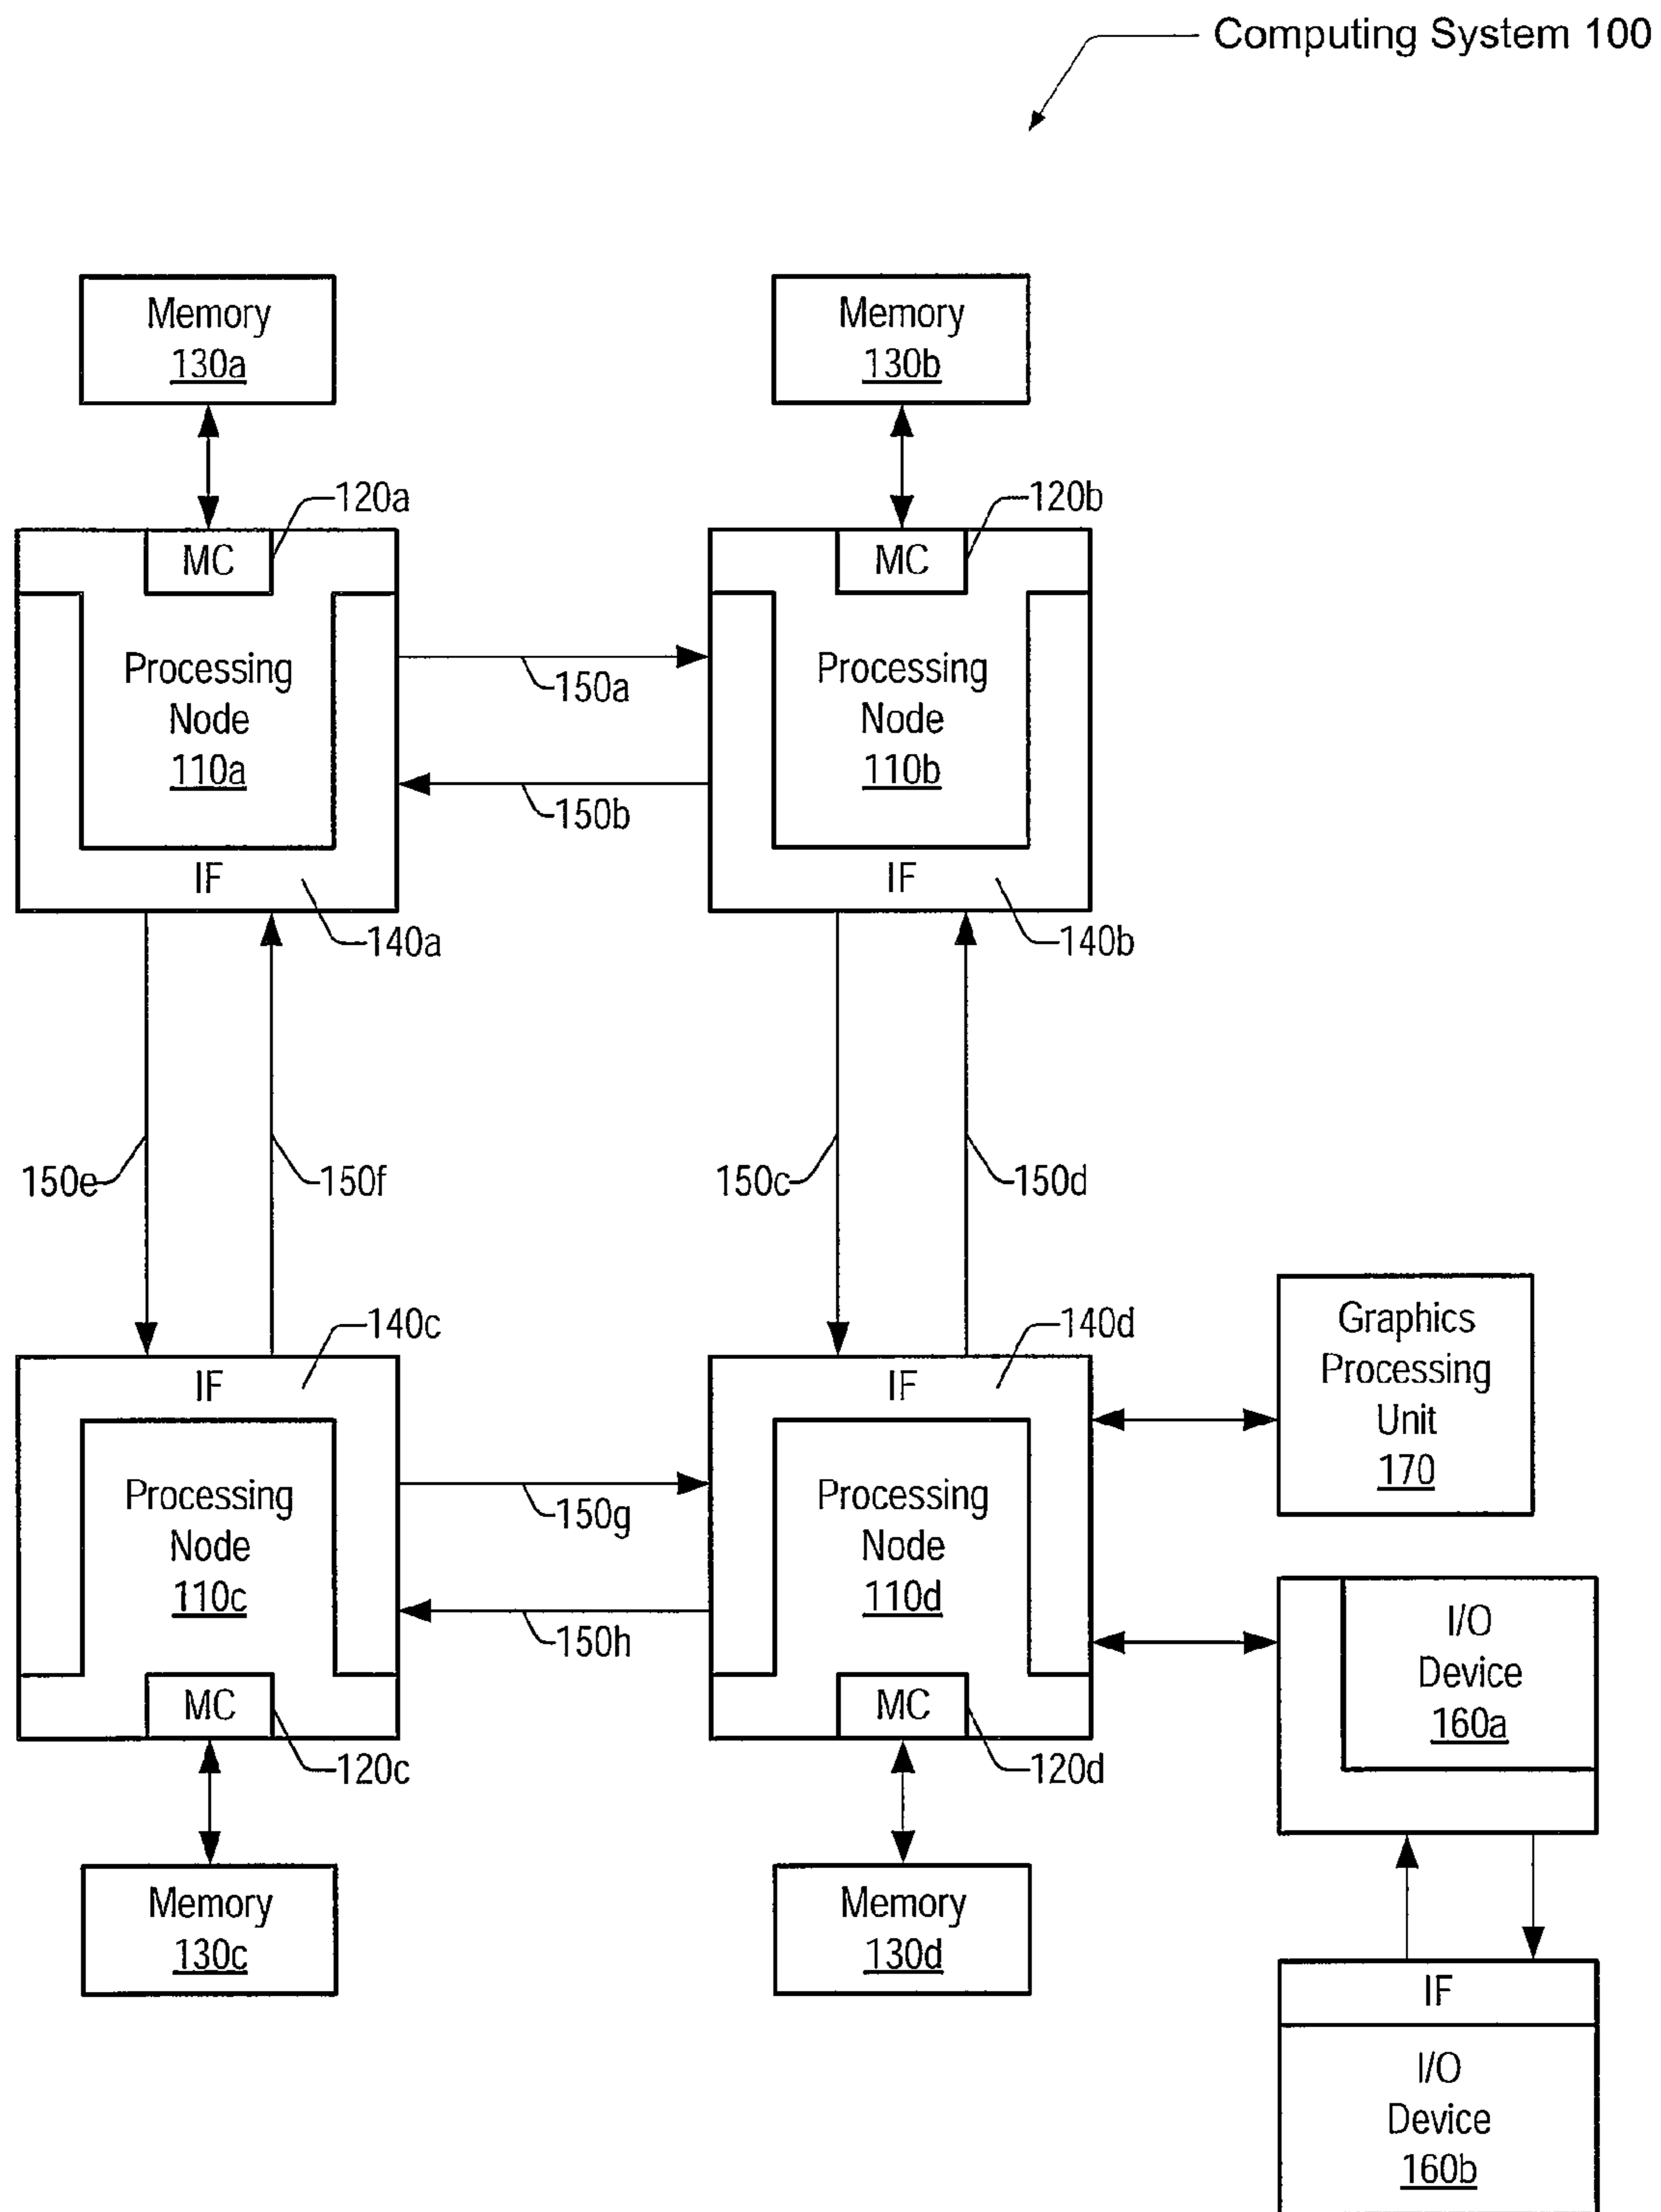 Computing System 100
Memory
130a
Memory
130b
120a
120b
MC
MC
Processing
Node
110a
150a
150b
Processing
Node
110b
IF
140a
IF
140b
150e
150f
150c
150d
140c
140d
IF
IF
Graphics
Processing
Unit
170
Processing
Node
110c
150g
150h
Processing
Node
110d
I/O
Device
160a
MC
120c
MC
120d
Memory
130c
Memory
130d
IF
I/O
Device
160b